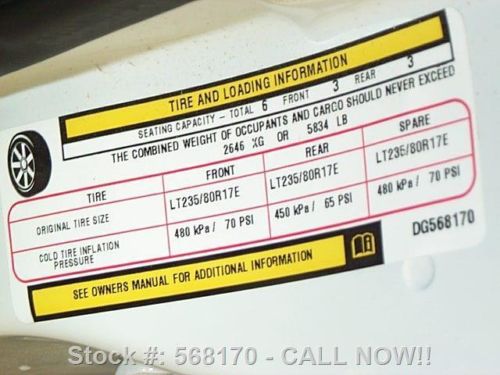 TIRE AND LOADING INFORMATION
SEATING CAPACITY - TOTAL 6 FRONT 3 REAR 3
THE COMBINED WEIGHT OF OCCUPANTS AND CARGO SHOULD NEVER EXCEED
2646 KG OR 5834 LB
TIRE FRONT REAR SPARE
ORIGINAL TIRE SIZE LT235/80R17E LT235/80R17E LT235/80R17E
COLD TIRE INFLATION PRESSURE 480 kPa / 70 PSI 450 kPa / 65 PSI 480 kPa / 70 PSI
SEE OWNERS MANUAL FOR ADDITIONAL INFORMATION
DG568170
Stock #: 568170 - CALL NOW!!